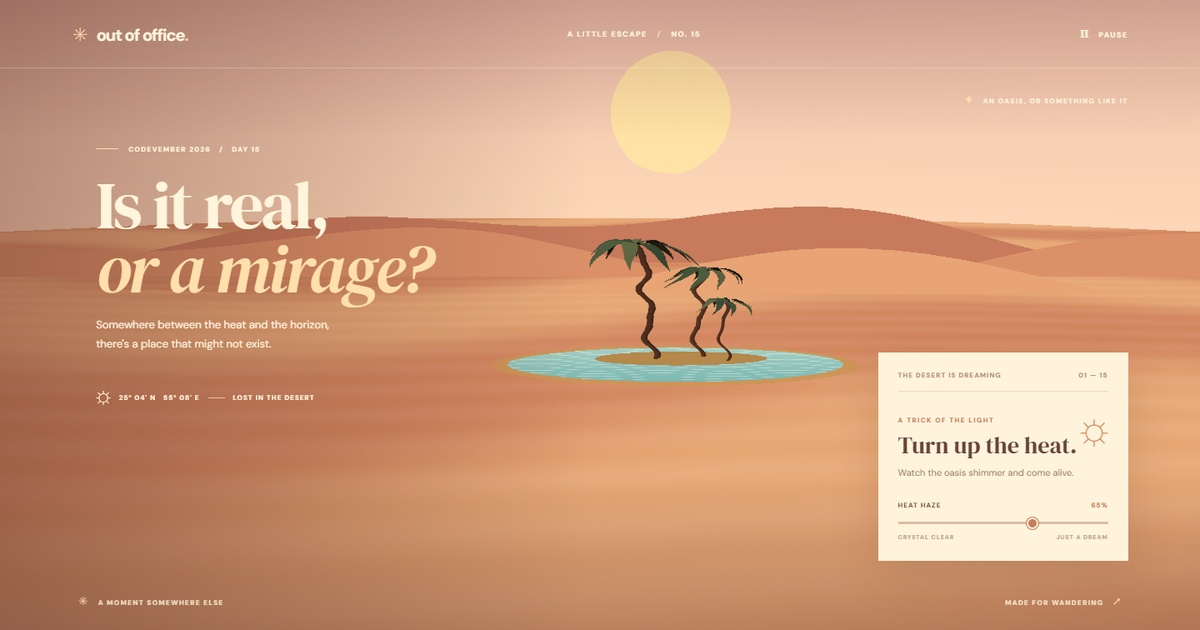 out of office.
A LITTLE ESCAPE / NO. 15
PAUSE
AN OASIS, OR SOMETHING LIKE IT
CODEVEMBER 2026 / DAY 15
Is it real,
or a mirage?
Somewhere between the heat and the horizon,
there's a place that might not exist.
25° 04' N 55° 08' E — LOST IN THE DESERT
THE DESERT IS DREAMING 01 — 15
A TRICK OF THE LIGHT
Turn up the heat.
Watch the oasis shimmer and come alive.
HEAT HAZE 65%
CRYSTAL CLEAR JUST A DREAM
A MOMENT SOMEWHERE ELSE
MADE FOR WANDERING ↗